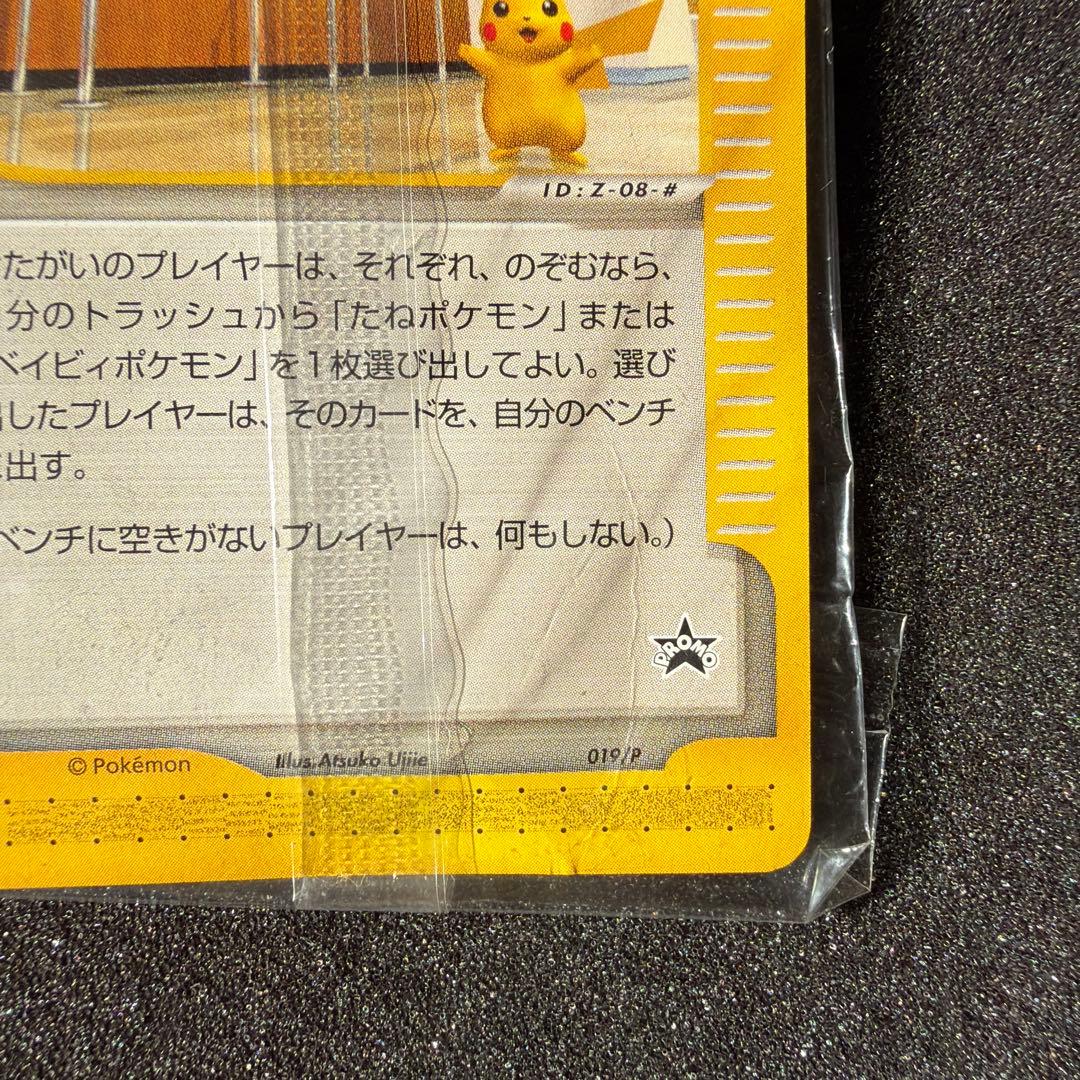 ID:Z-08-#
たがいのプレイヤーは、それぞれ、のぞむなら、
分のトラッシュから「たねポケモン」または
ベイビィポケモン」を1枚選び出してよい。選び
したプレイヤーは、そのカードを、自分のベンチ
出す。
ベンチに空きがないプレイヤーは、何もしない。)
PROMO
© Pokémon
Illus. Atsuko Ujiie
019/P